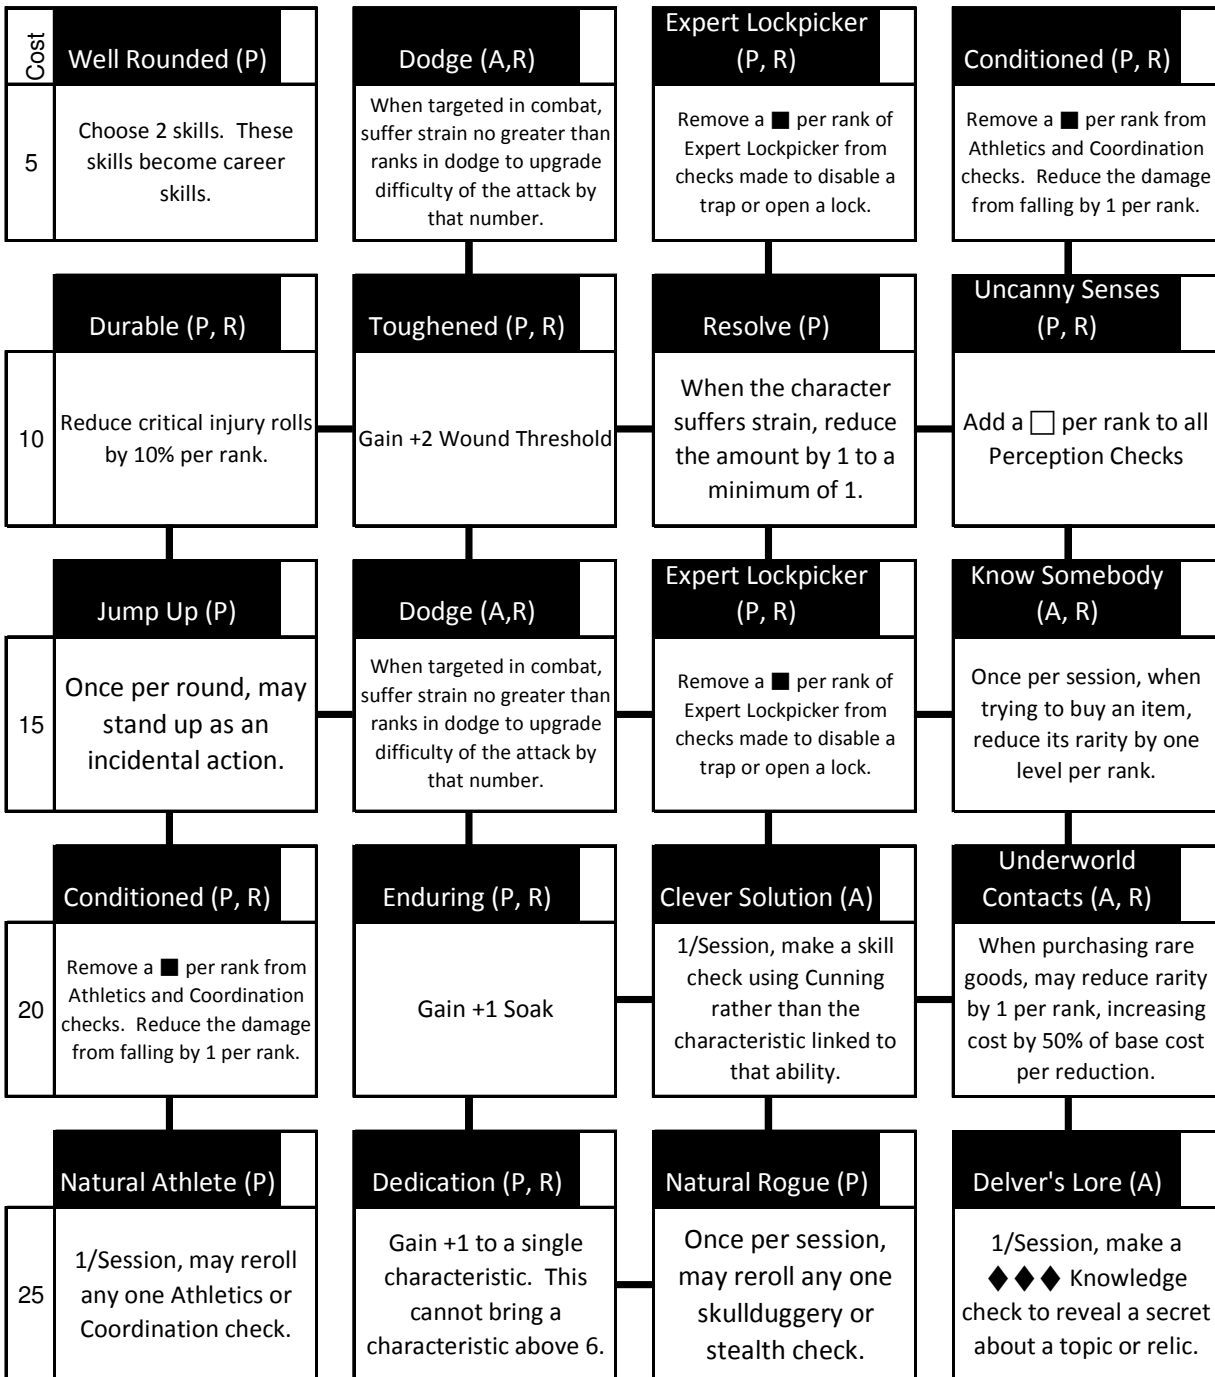 Cost
Well Rounded (P)
Dodge (A,R)
Expert Lockpicker
(P, R)
Conditioned (P, R)
5
Choose 2 skills. These
skills become career
skills.
When targeted in combat,
suffer strain no greater than
ranks in dodge to upgrade
difficulty of the attack by
that number.
Remove a ■ per rank of
Expert Lockpicker from
checks made to disable a
trap or open a lock.
Remove a ■ per rank from
Athletics and Coordination
checks. Reduce the damage
from falling by 1 per rank.
Durable (P, R)
Toughened (P, R)
Resolve (P)
Uncanny Senses
(P, R)
10
Reduce critical injury rolls
by 10% per rank.
Gain +2 Wound Threshold
When the character
suffers strain, reduce
the amount by 1 to a
minimum of 1.
Add a □ per rank to all
Perception Checks
Jump Up (P)
Dodge (A,R)
Expert Lockpicker
(P, R)
Know Somebody
(A, R)
15
Once per round, may
stand up as an
incidental action.
When targeted in combat,
suffer strain no greater than
ranks in dodge to upgrade
difficulty of the attack by
that number.
Remove a ■ per rank of
Expert Lockpicker from
checks made to disable a
trap or open a lock.
Once per session, when
trying to buy an item,
reduce its rarity by one
level per rank.
Conditioned (P, R)
Enduring (P, R)
Clever Solution (A)
Underworld
Contacts (A, R)
20
Remove a ■ per rank from
Athletics and Coordination
checks. Reduce the damage
from falling by 1 per rank.
Gain +1 Soak
1/Session, make a skill
check using Cunning
rather than the
characteristic linked to
that ability.
When purchasing rare
goods, may reduce rarity
by 1 per rank, increasing
cost by 50% of base cost
per reduction.
Natural Athlete (P)
Dedication (P, R)
Natural Rogue (P)
Delver's Lore (A)
25
1/Session, may reroll
any one Athletics or
Coordination check.
Gain +1 to a single
characteristic. This
cannot bring a
characteristic above 6.
Once per session,
may reroll any one
skullduggery or
stealth check.
1/Session, make a
♦♦♦ Knowledge
check to reveal a secret
about a topic or relic.